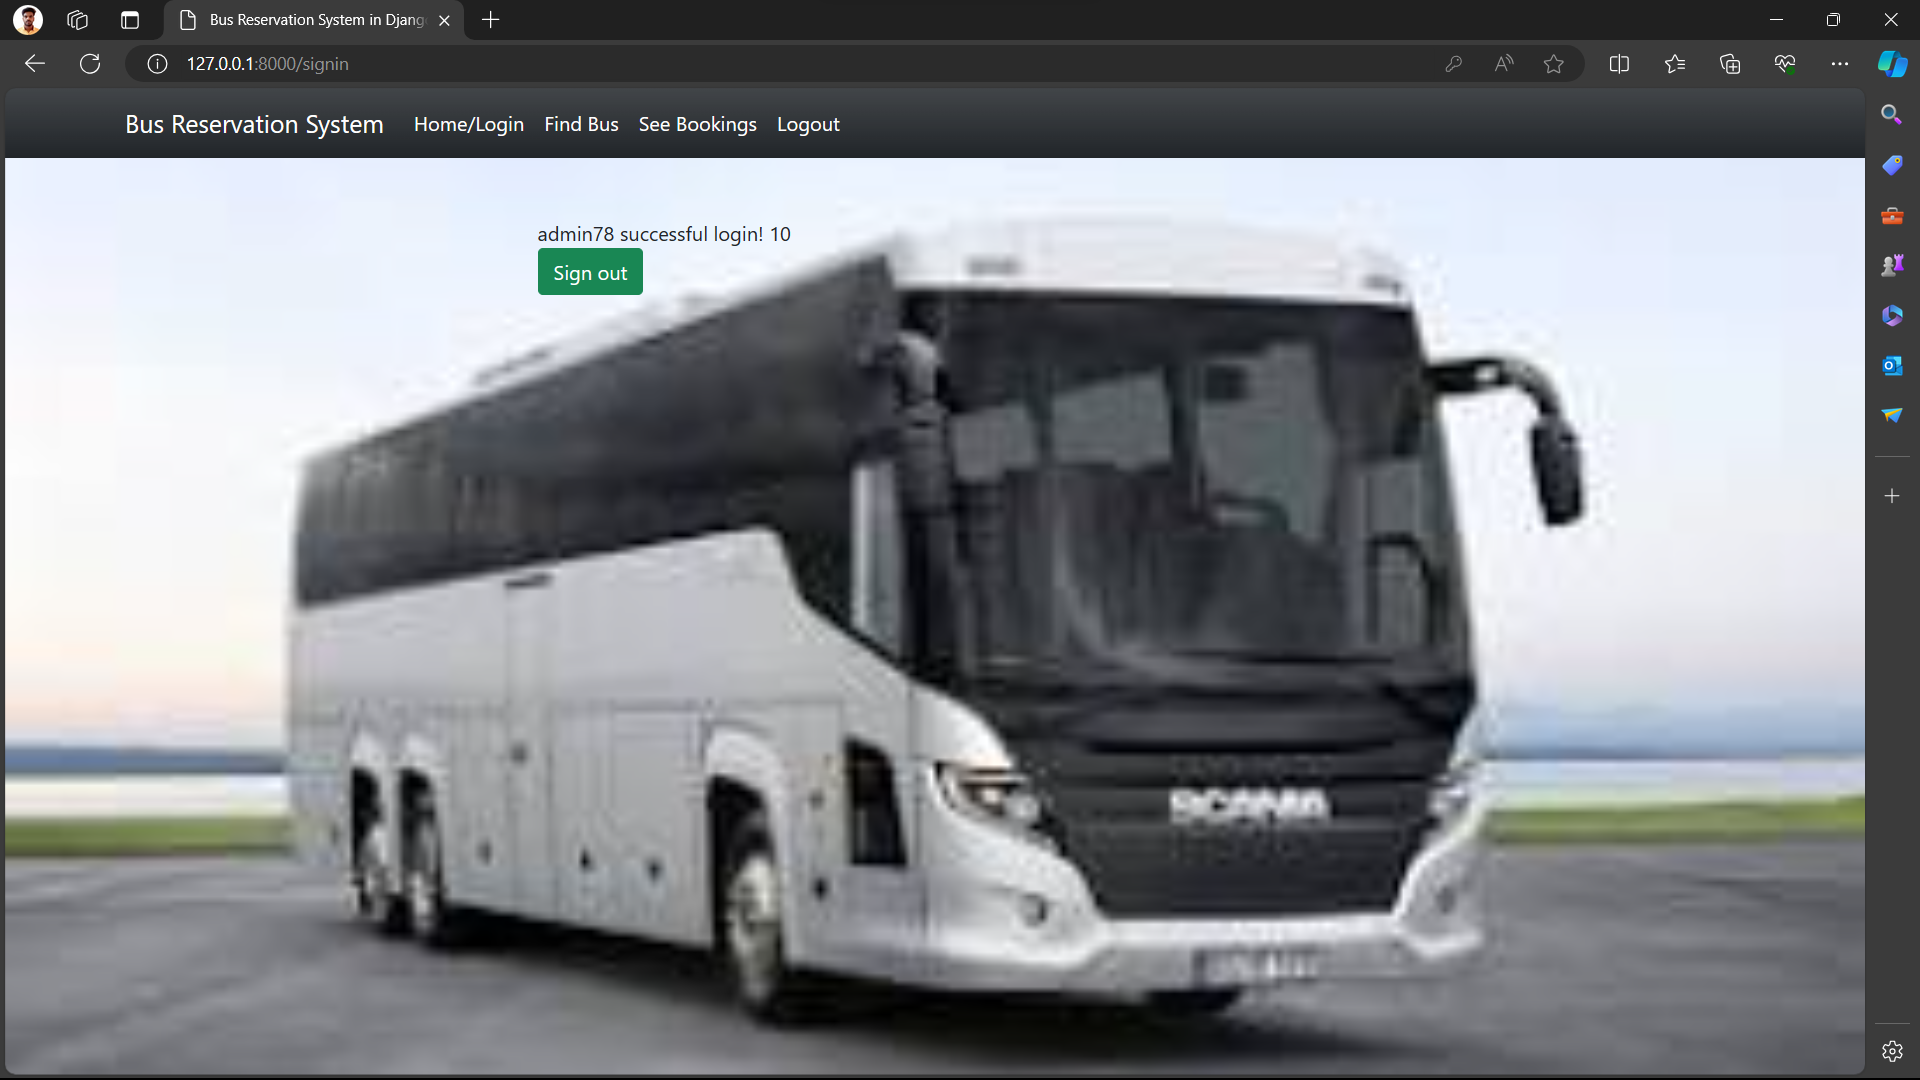 Bus Reservation System in Djang
127.0.0.1:8000/signin
Bus Reservation System Home/Login Find Bus See Bookings Logout
admin78 successful login! 10
Sign out
SCANIA